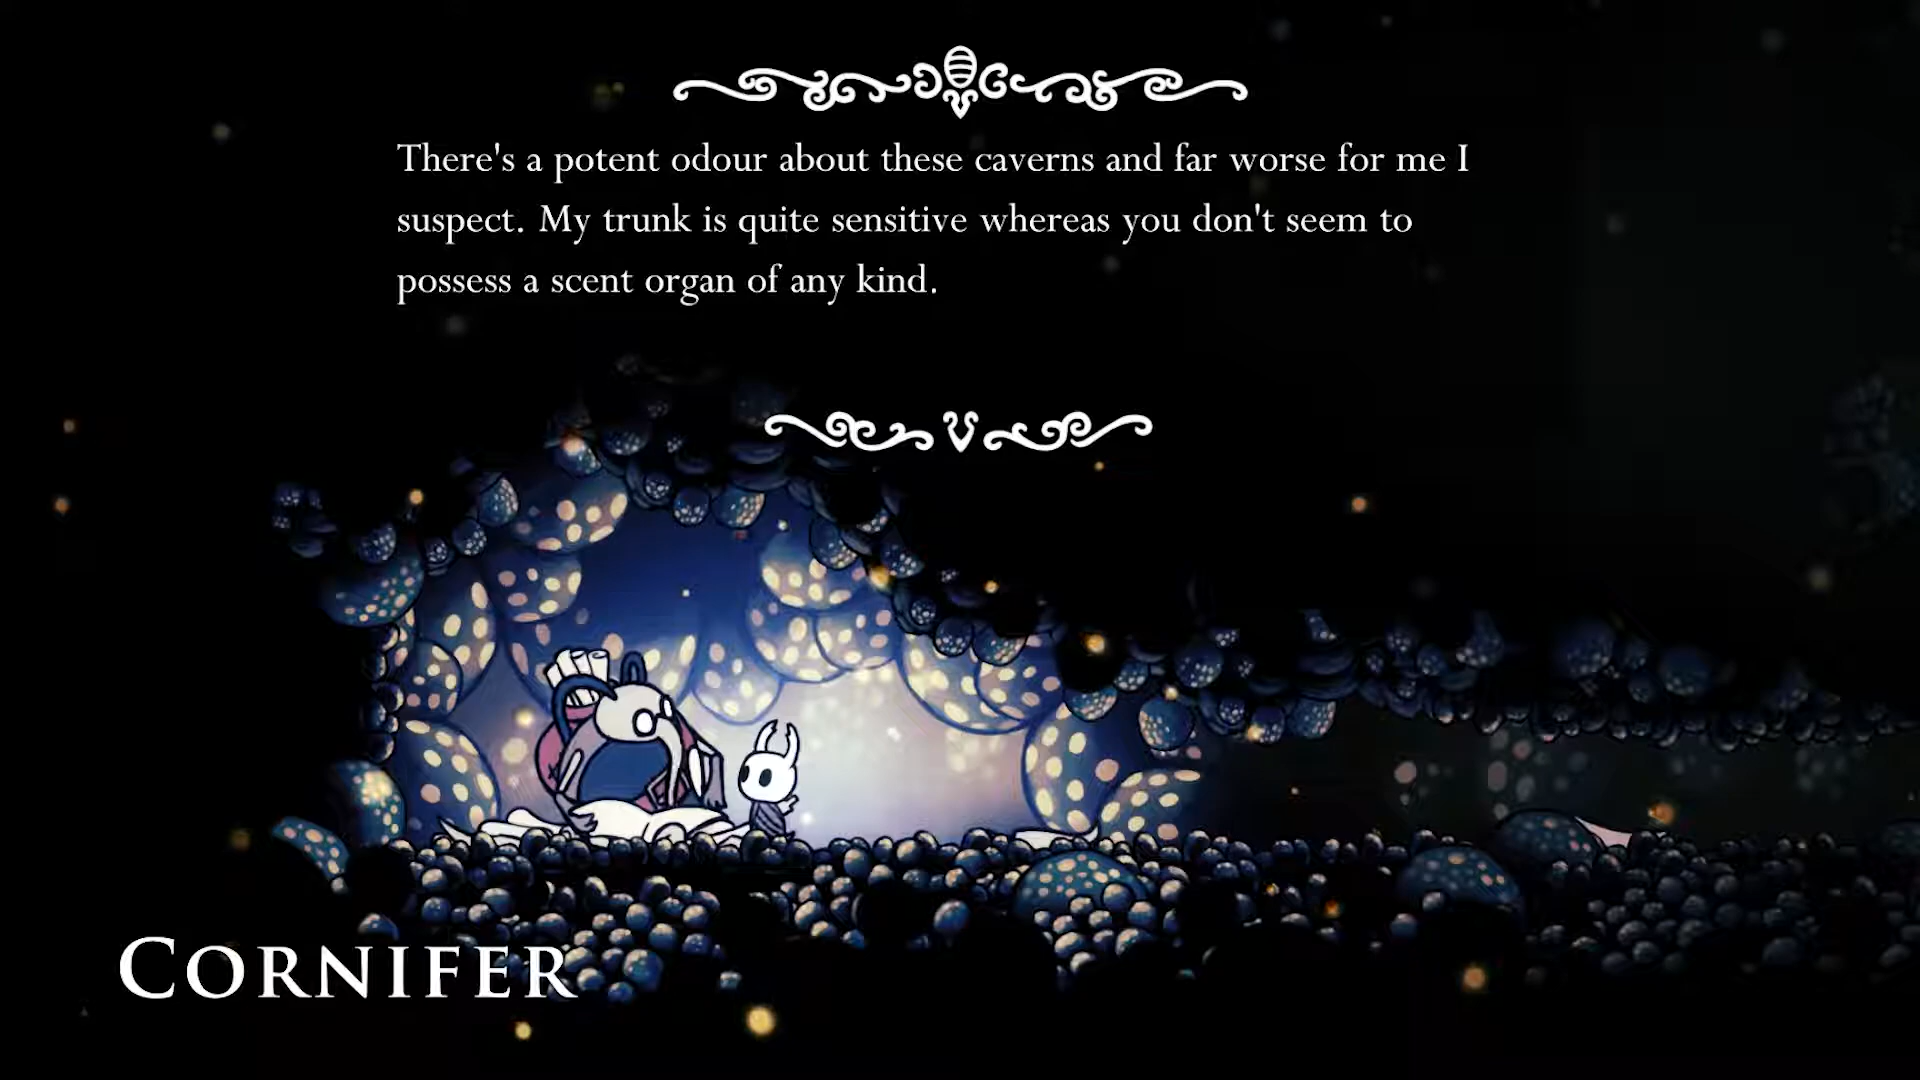 There's a potent odour about these caverns and far worse for me I
suspect. My trunk is quite sensitive whereas you don't seem to
possess a scent organ of any kind.
CORNIFER